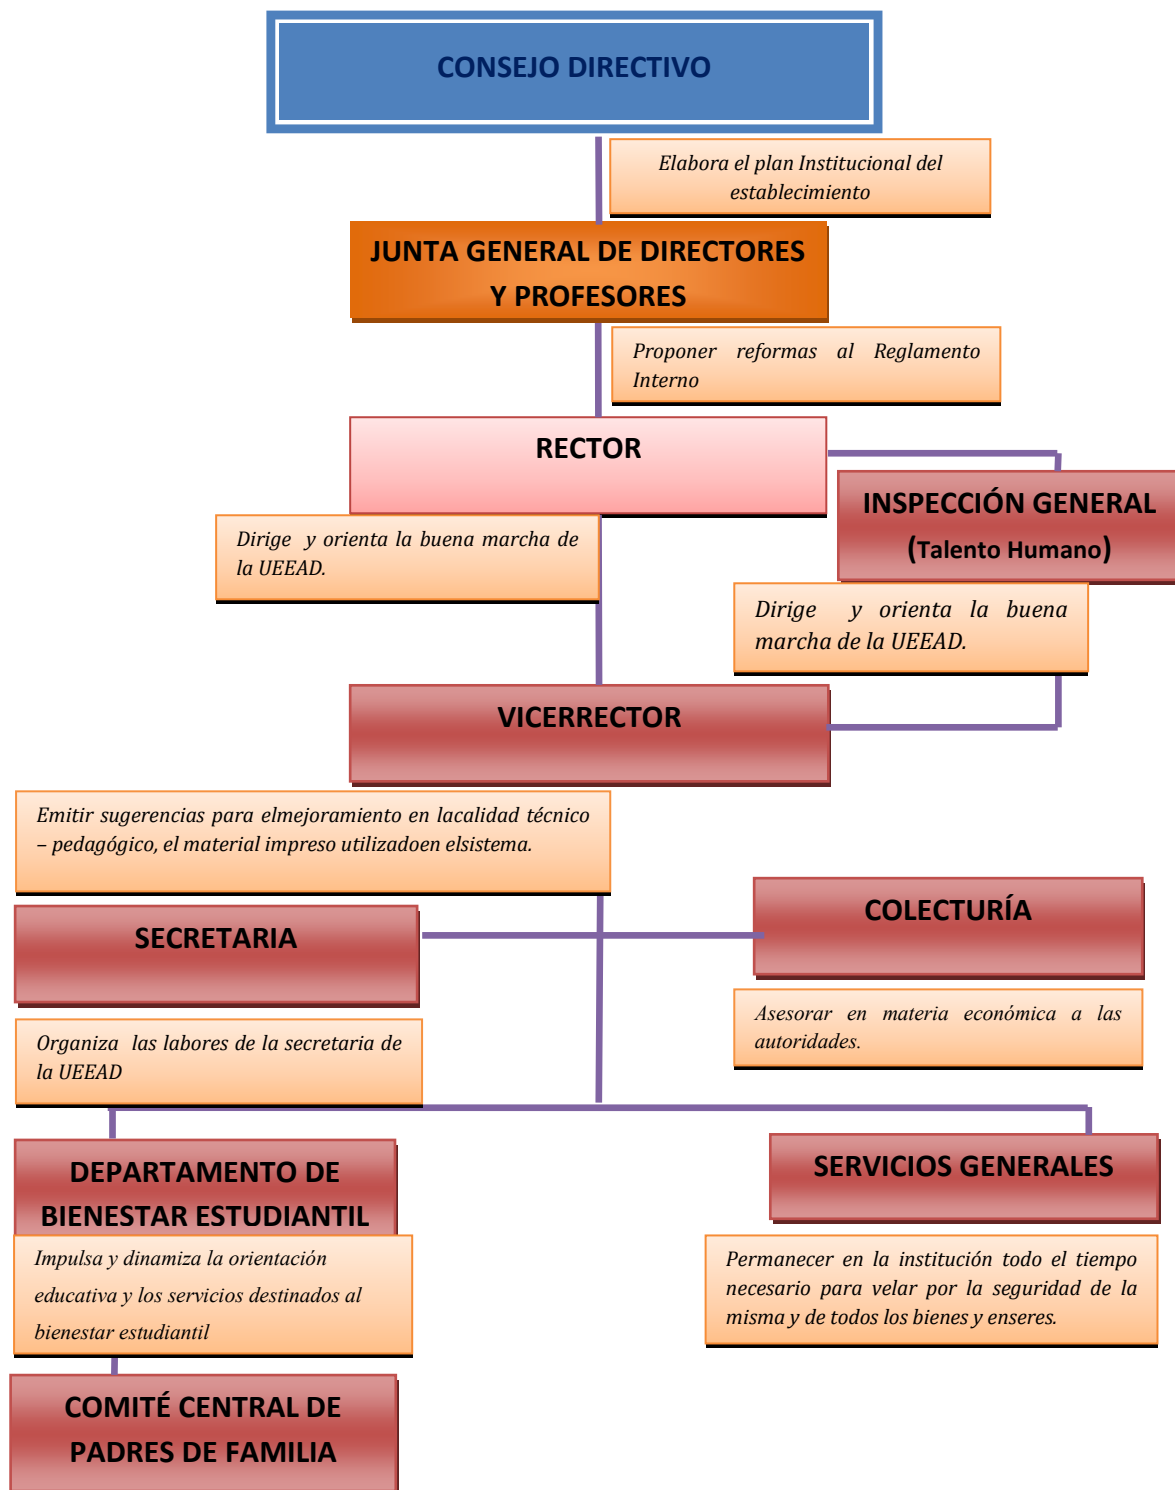 CONSEJO DIRECTIVO
Elabora el plan Institucional del
establecimiento
JUNTA GENERAL DE DIRECTORES
Y PROFESORES
Proponer reformas al Reglamento
Interno
RECTOR
INSPECCIÓN GENERAL
(Talento Humano)
Dirige y orienta la buena marcha de
la UEEAD.
Dirige y orienta la buena
marcha de la UEEAD.
VICERRECTOR
Emitir sugerencias para elmejoramiento en lacalidad técnico
– pedagógico, el material impreso utilizadoen elsistema.
SECRETARIA
COLECTURÍA
Organiza las labores de la secretaria de
la UEEAD
Asesorar en materia económica a las
autoridades.
DEPARTAMENTO DE
BIENESTAR ESTUDIANTIL
SERVICIOS GENERALES
Impulsa y dinamiza la orientación
educativa y los servicios destinados al
bienestar estudiantil
Permanecer en la institución todo el tiempo
necesario para velar por la seguridad de la
misma y de todos los bienes y enseres.
COMITÉ CENTRAL DE
PADRES DE FAMILIA